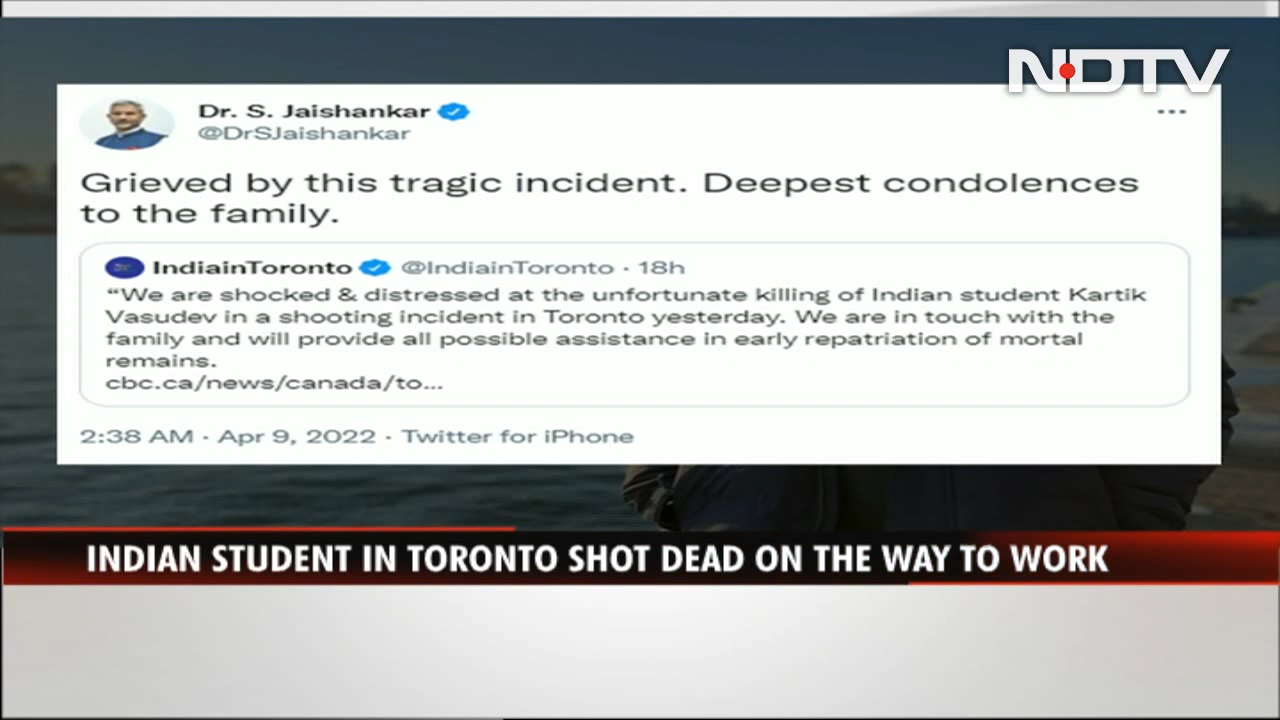 NDTV
Dr. S. Jaishankar
@DrSJaishankar
Grieved by this tragic incident. Deepest condolences
to the family.
IndiainToronto @IndiainToronto · 18h
“We are shocked & distressed at the unfortunate killing of Indian student Kartik
Vasudev in a shooting incident in Toronto yesterday. We are in touch with the
family and will provide all possible assistance in early repatriation of mortal
remains.
cbc.ca/news/canada/to...
2:38 AM · Apr 9, 2022 · Twitter for iPhone
INDIAN STUDENT IN TORONTO SHOT DEAD ON THE WAY TO WORK